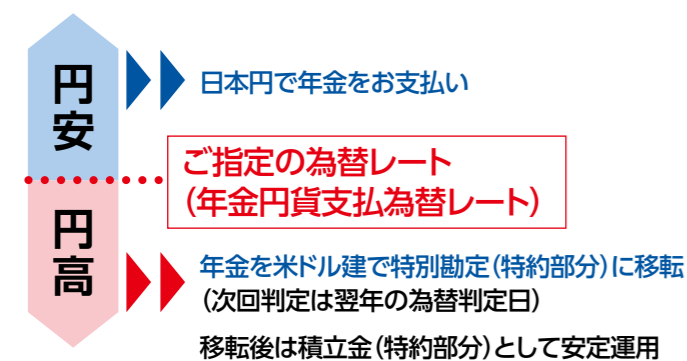 円安
日本円で年金をお支払い
ご指定の為替レート
（年金円貨支払為替レート）
円高
年金を米ドル建で特別勘定（特約部分）に移転
（次回判定は翌年の為替判定日）
移転後は積立金（特約部分）として安定運用